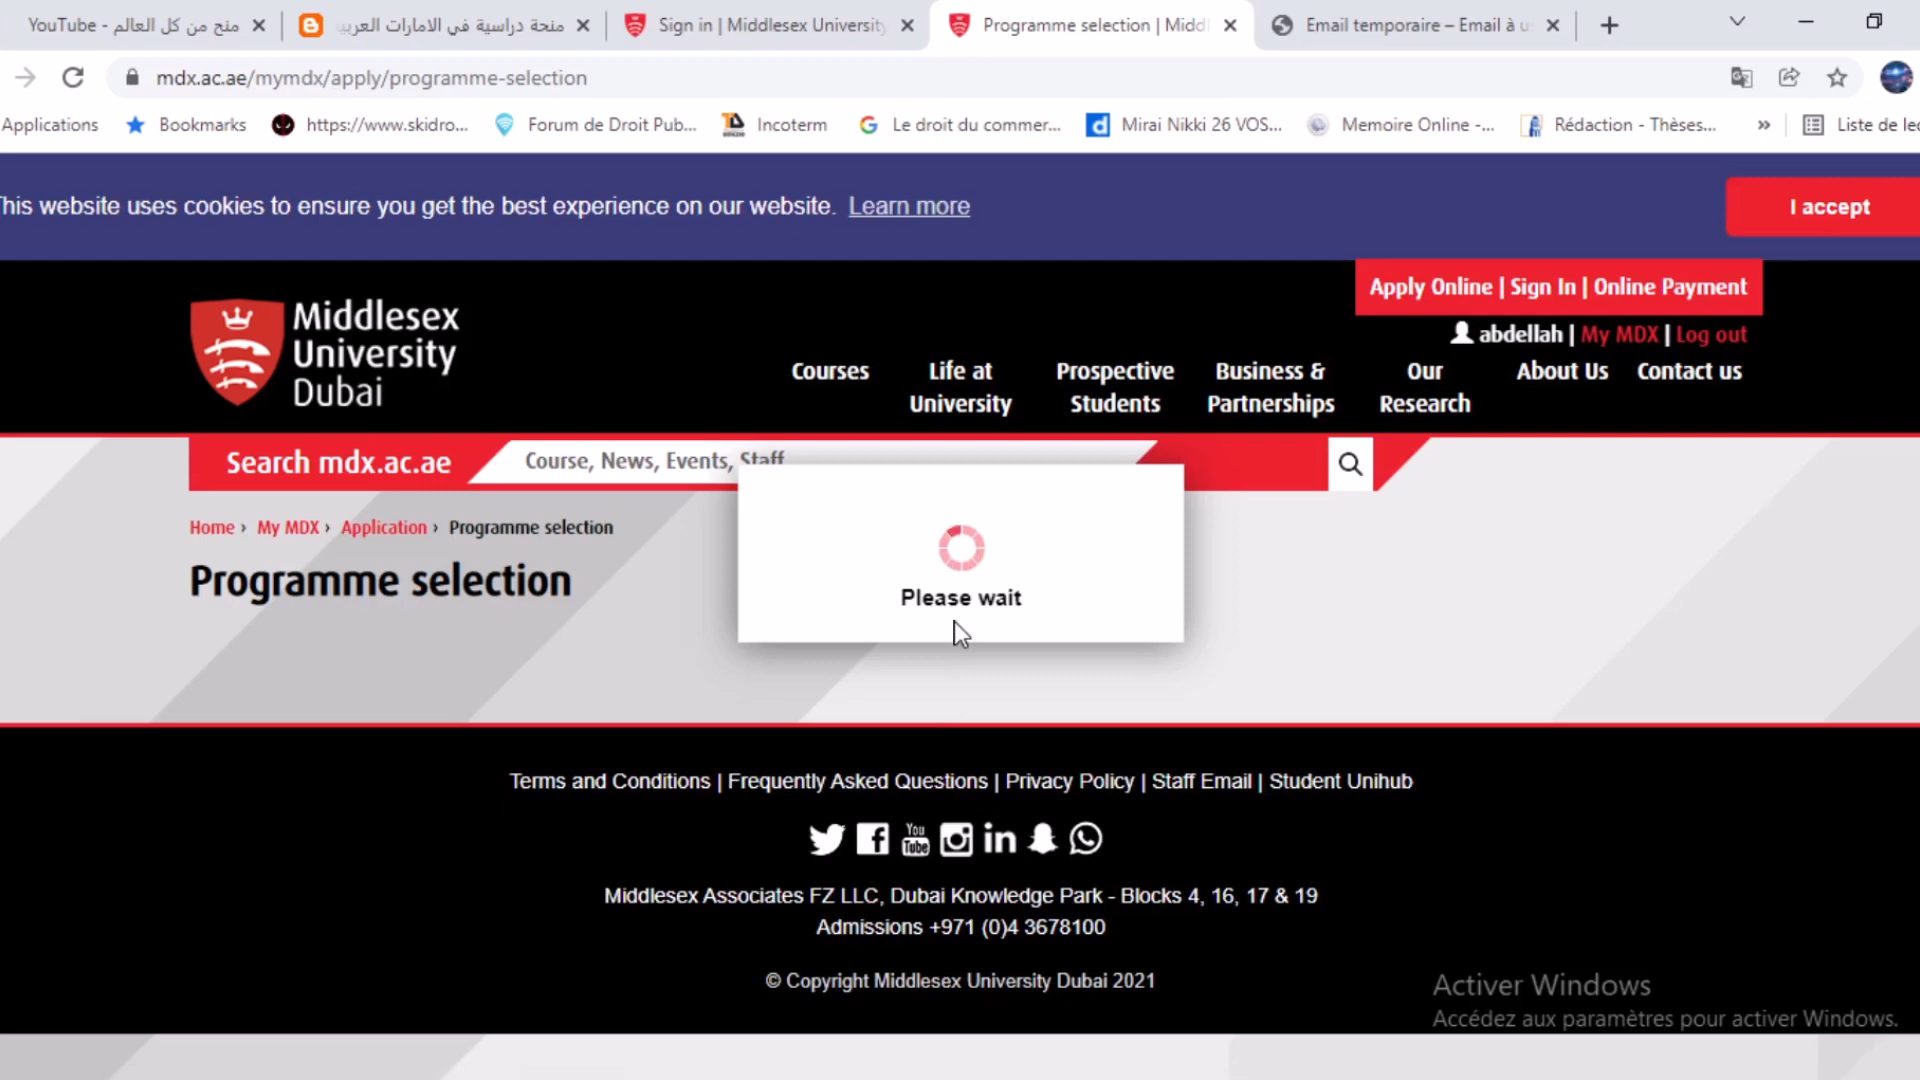 YouTube - منح من كل العالم
منحة دراسية في الامارات العربي
Sign in | Middlesex University
Programme selection | Midd
Email temporaire – Email à u
mdx.ac.ae/mymdx/apply/programme-selection
Applications
Bookmarks
https://www.skidro...
Forum de Droit Pub...
Incoterm
Le droit du commer...
Mirai Nikki 26 VOS...
Memoire Online -...
Rédaction - Thèses...
»
Liste de lec
This website uses cookies to ensure you get the best experience on our website. Learn more
I accept
Apply Online | Sign In | Online Payment
abdellah | My MDX | Log out
Middlesex
University
Dubai
Courses
Life at
University
Prospective
Students
Business &
Partnerships
Our
Research
About Us
Contact us
Search mdx.ac.ae
Course, News, Events, Staff
Home › My MDX › Application › Programme selection
Programme selection
Please wait
Terms and Conditions | Frequently Asked Questions | Privacy Policy | Staff Email | Student Unihub
You
Tube
in
Middlesex Associates FZ LLC, Dubai Knowledge Park - Blocks 4, 16, 17 & 19
Admissions +971 (0)4 3678100
© Copyright Middlesex University Dubai 2021
Activer Windows
Accédez aux paramètres pour activer Windows.